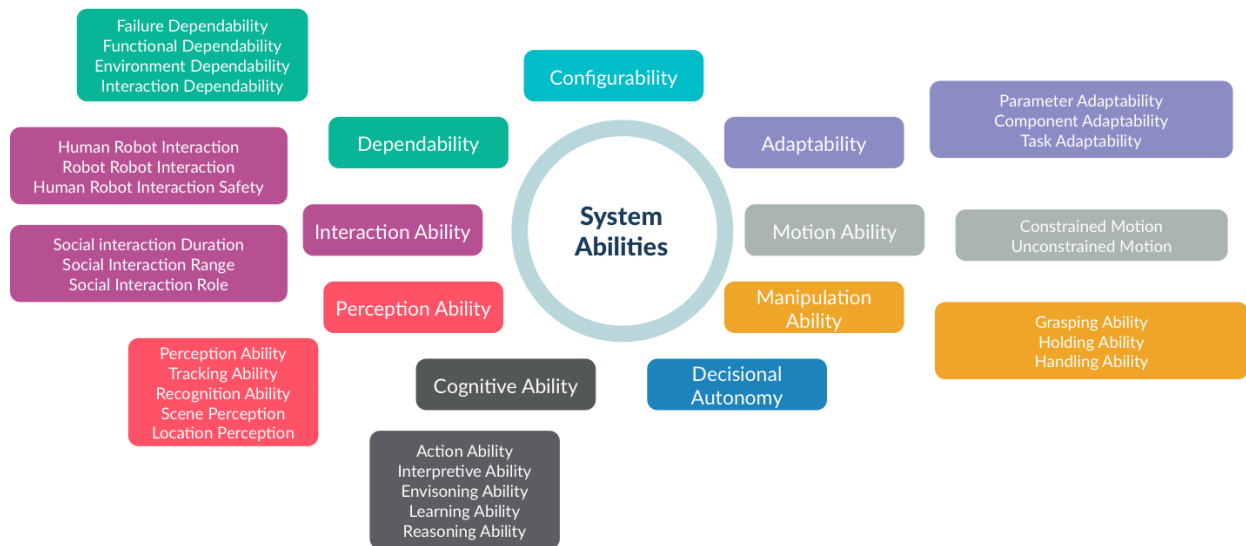 Failure Dependability
Functional Dependability
Environment Dependability
Interaction Dependability
Configurability
Parameter Adaptability
Component Adaptability
Task Adaptability
Dependability
Adaptability
Human Robot Interaction
Robot Robot Interaction
Human Robot Interaction Safety
System
Abilities
Interaction Ability
Motion Ability
Constrained Motion
Unconstrained Motion
Social interaction Duration
Social Interaction Range
Social Interaction Role
Perception Ability
Manipulation
Ability
Grasping Ability
Holding Ability
Handling Ability
Perception Ability
Tracking Ability
Recognition Ability
Scene Perception
Location Perception
Cognitive Ability
Decisional
Autonomy
Action Ability
Interpretive Ability
Envisoning Ability
Learning Ability
Reasoning Ability